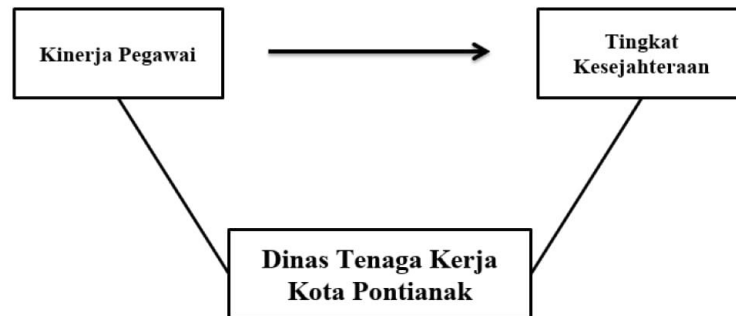 Kinerja Pegawai
Tingkat
Kesejahteraan
Dinas Tenaga Kerja
Kota Pontianak